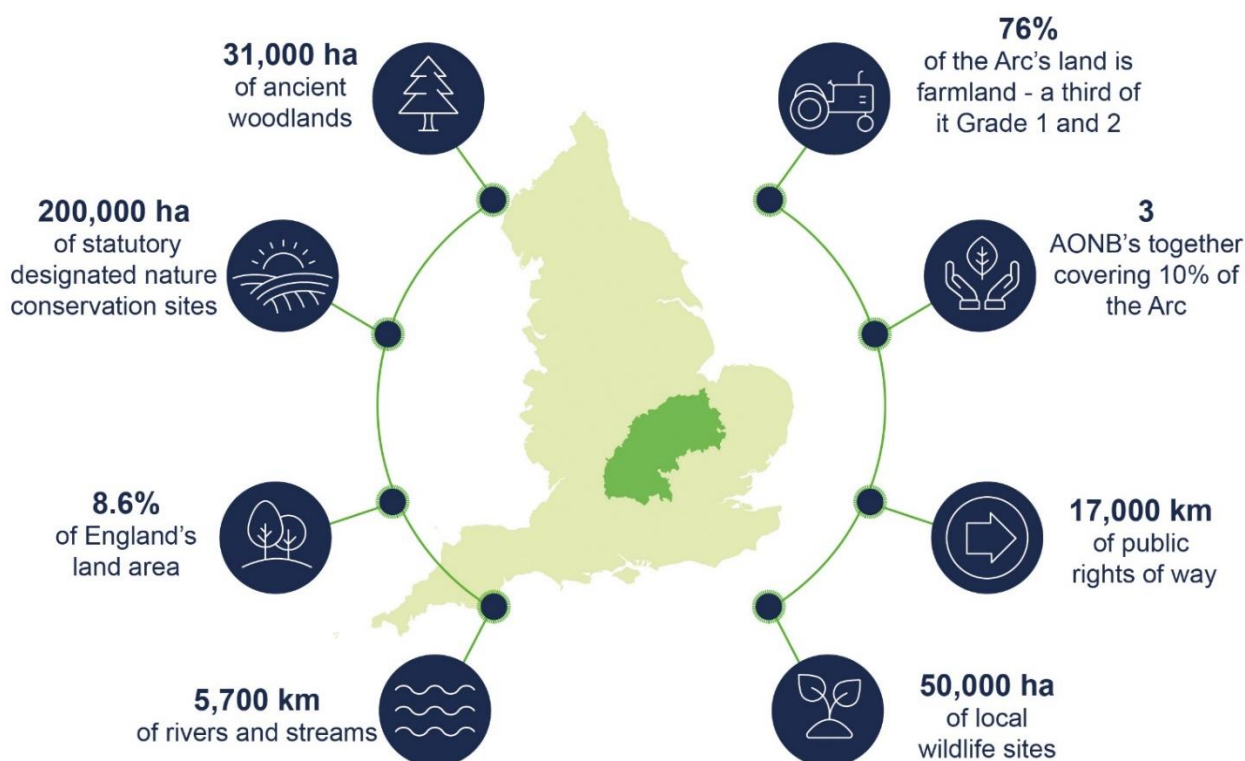 31,000 ha
of ancient
woodlands
200,000 ha
of statutory
designated nature
conservation sites
8.6%
of England's
land area
5,700 km
of rivers and streams
76%
of the Arc's land is
farmland - a third of
it Grade 1 and 2
3
AONB's together
covering 10% of
the Arc
17,000 km
of public
rights of way
50,000 ha
of local
wildlife sites